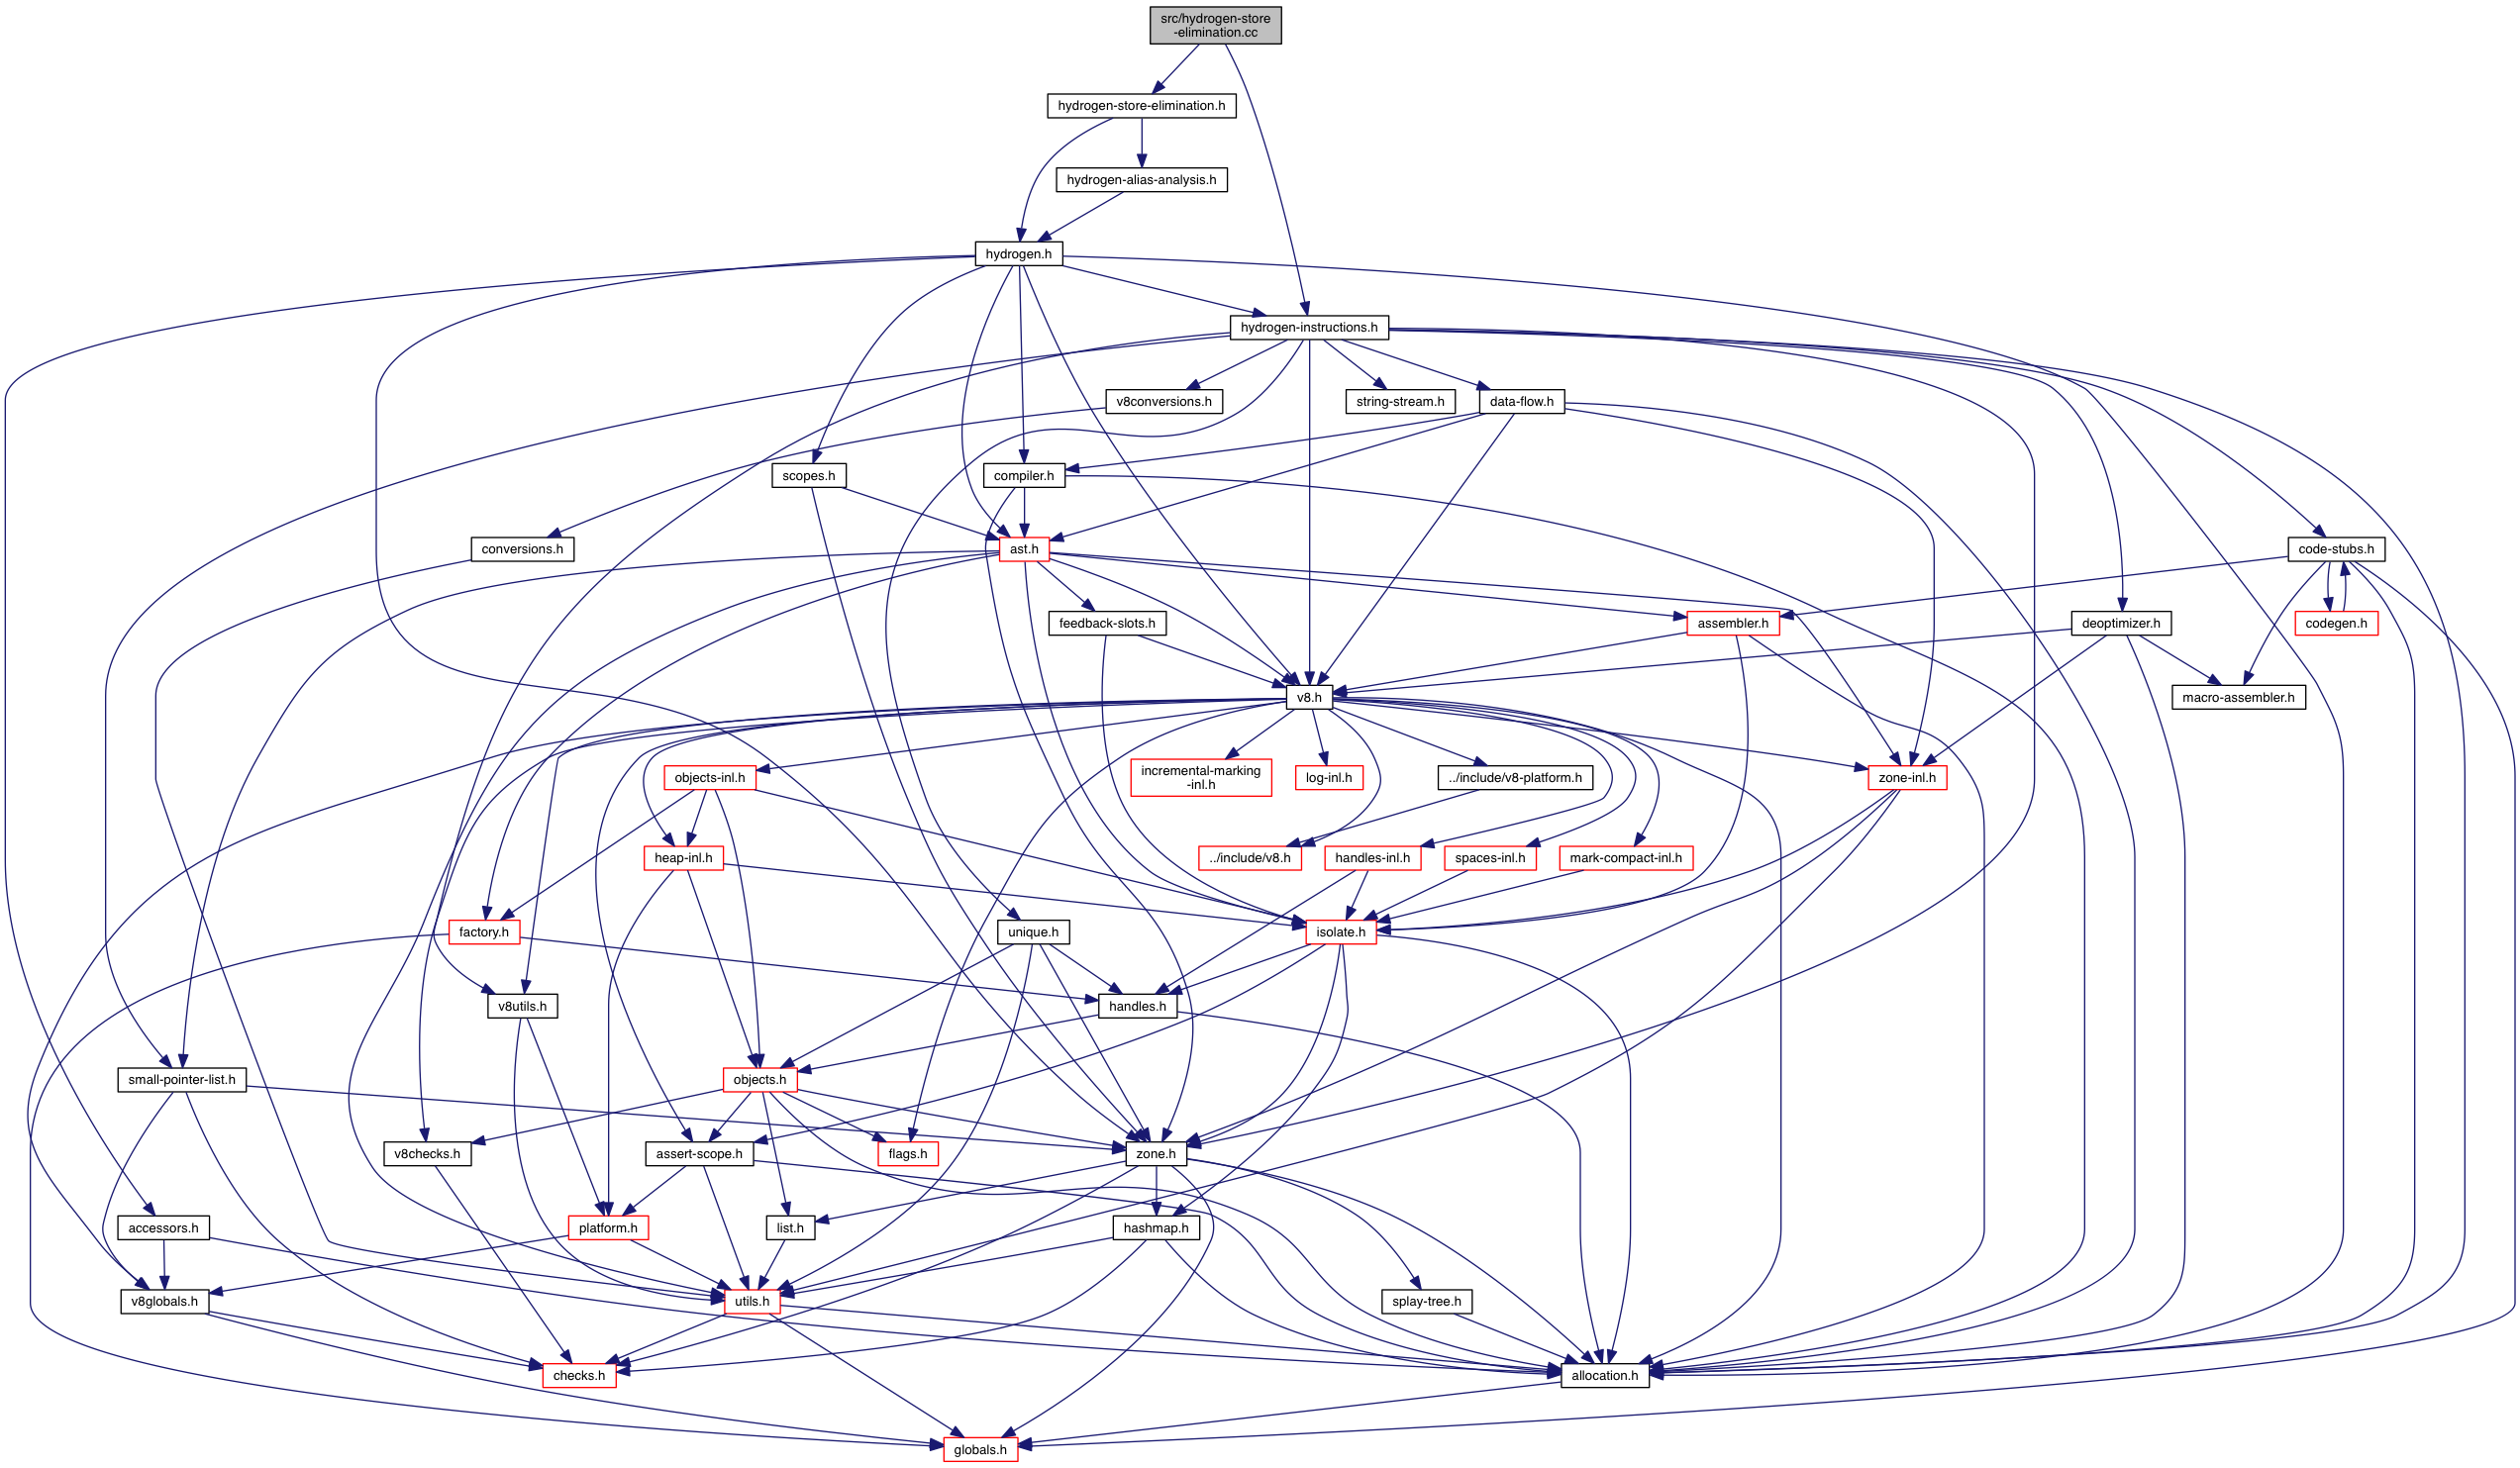 src/hydrogen-store
-elimination.cc
hydrogen-store-elimination.h
hydrogen-alias-analysis.h
hydrogen.h
hydrogen-instructions.h
v8conversions.h
string-stream.h
data-flow.h
scopes.h
compiler.h
conversions.h
ast.h
code-stubs.h
feedback-slots.h
assembler.h
deoptimizer.h
codegen.h
v8.h
macro-assembler.h
objects-inl.h
incremental-marking
-inl.h
log-inl.h
../include/v8-platform.h
zone-inl.h
heap-inl.h
../include/v8.h
handles-inl.h
spaces-inl.h
mark-compact-inl.h
factory.h
unique.h
isolate.h
v8utils.h
handles.h
small-pointer-list.h
objects.h
v8checks.h
assert-scope.h
flags.h
zone.h
accessors.h
platform.h
list.h
hashmap.h
v8globals.h
utils.h
splay-tree.h
checks.h
allocation.h
globals.h